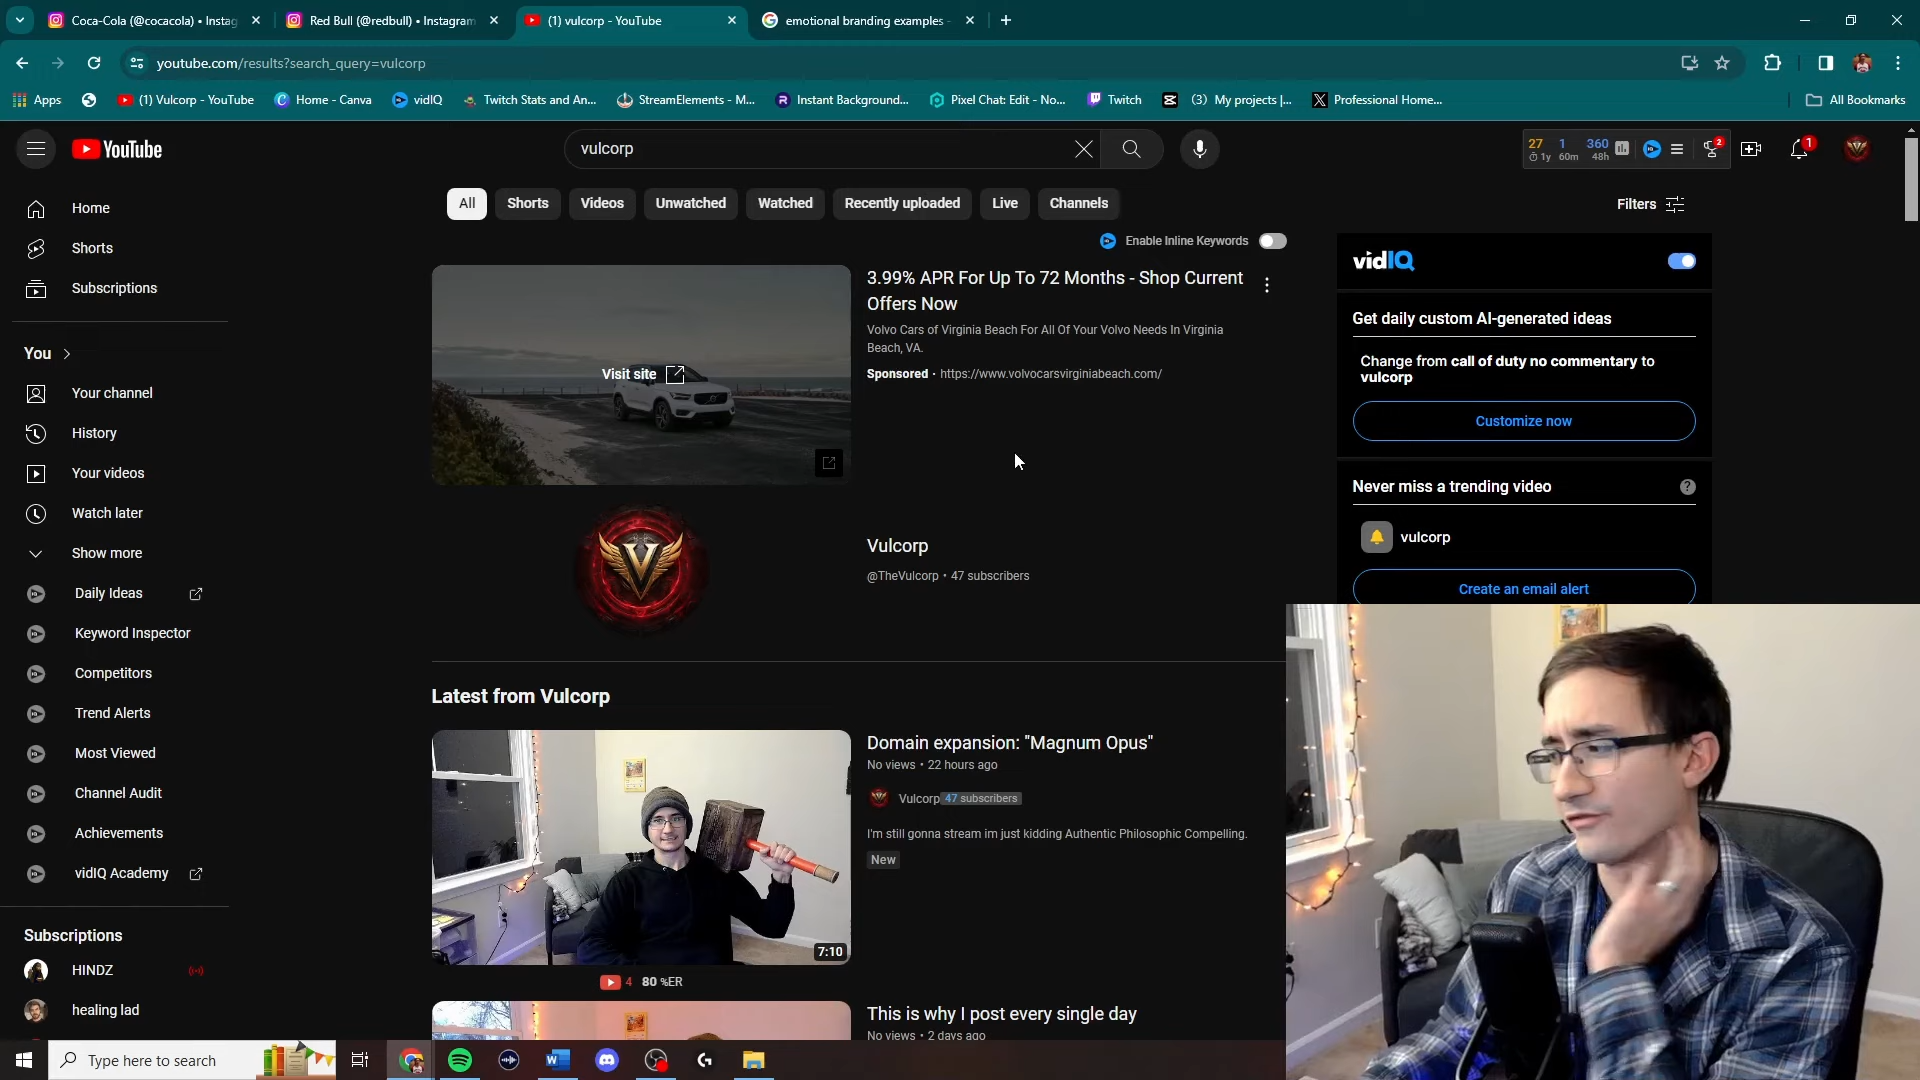 Coca-Cola (@cocacola) • Instag
Red Bull (@redbull) • Instagram
(1) vulcorp - YouTube
emotional branding examples -
youtube.com/results?search_query=vulcorp
Apps
(1) Vulcorp - YouTube
Home - Canva
vidIQ
Twitch Stats and An...
StreamElements - M...
Instant Background...
Pixel Chat: Edit - No...
Twitch
(3) My projects |...
Professional Home...
All Bookmarks
YouTube
vulcorp
27 1 360
1y 60m 48h
2
1
All
Shorts
Videos
Unwatched
Watched
Recently uploaded
Live
Channels
Filters
Home
Shorts
Subscriptions
You
Your channel
History
Your videos
Watch later
Show more
Daily Ideas
Keyword Inspector
Competitors
Trend Alerts
Most Viewed
Channel Audit
Achievements
vidIQ Academy
Subscriptions
HINDZ
healing lad
Enable Inline Keywords
Visit site
3.99% APR For Up To 72 Months - Shop Current
Offers Now
Volvo Cars of Virginia Beach For All Of Your Volvo Needs In Virginia
Beach, VA.
Sponsored • https://www.volvocarsvirginiabeach.com/
V
Vulcorp
@TheVulcorp • 47 subscribers
Latest from Vulcorp
7:10
4 80 %ER
Domain expansion: "Magnum Opus"
No views • 22 hours ago
Vulcorp 47 subscribers
I'm still gonna stream im just kidding Authentic Philosophic Compelling.
New
This is why I post every single day
No views • 2 days ago
vidIQ
Get daily custom AI-generated ideas
Change from call of duty no commentary to
vulcorp
Customize now
Never miss a trending video
?
vulcorp
Create an email alert
Type here to search